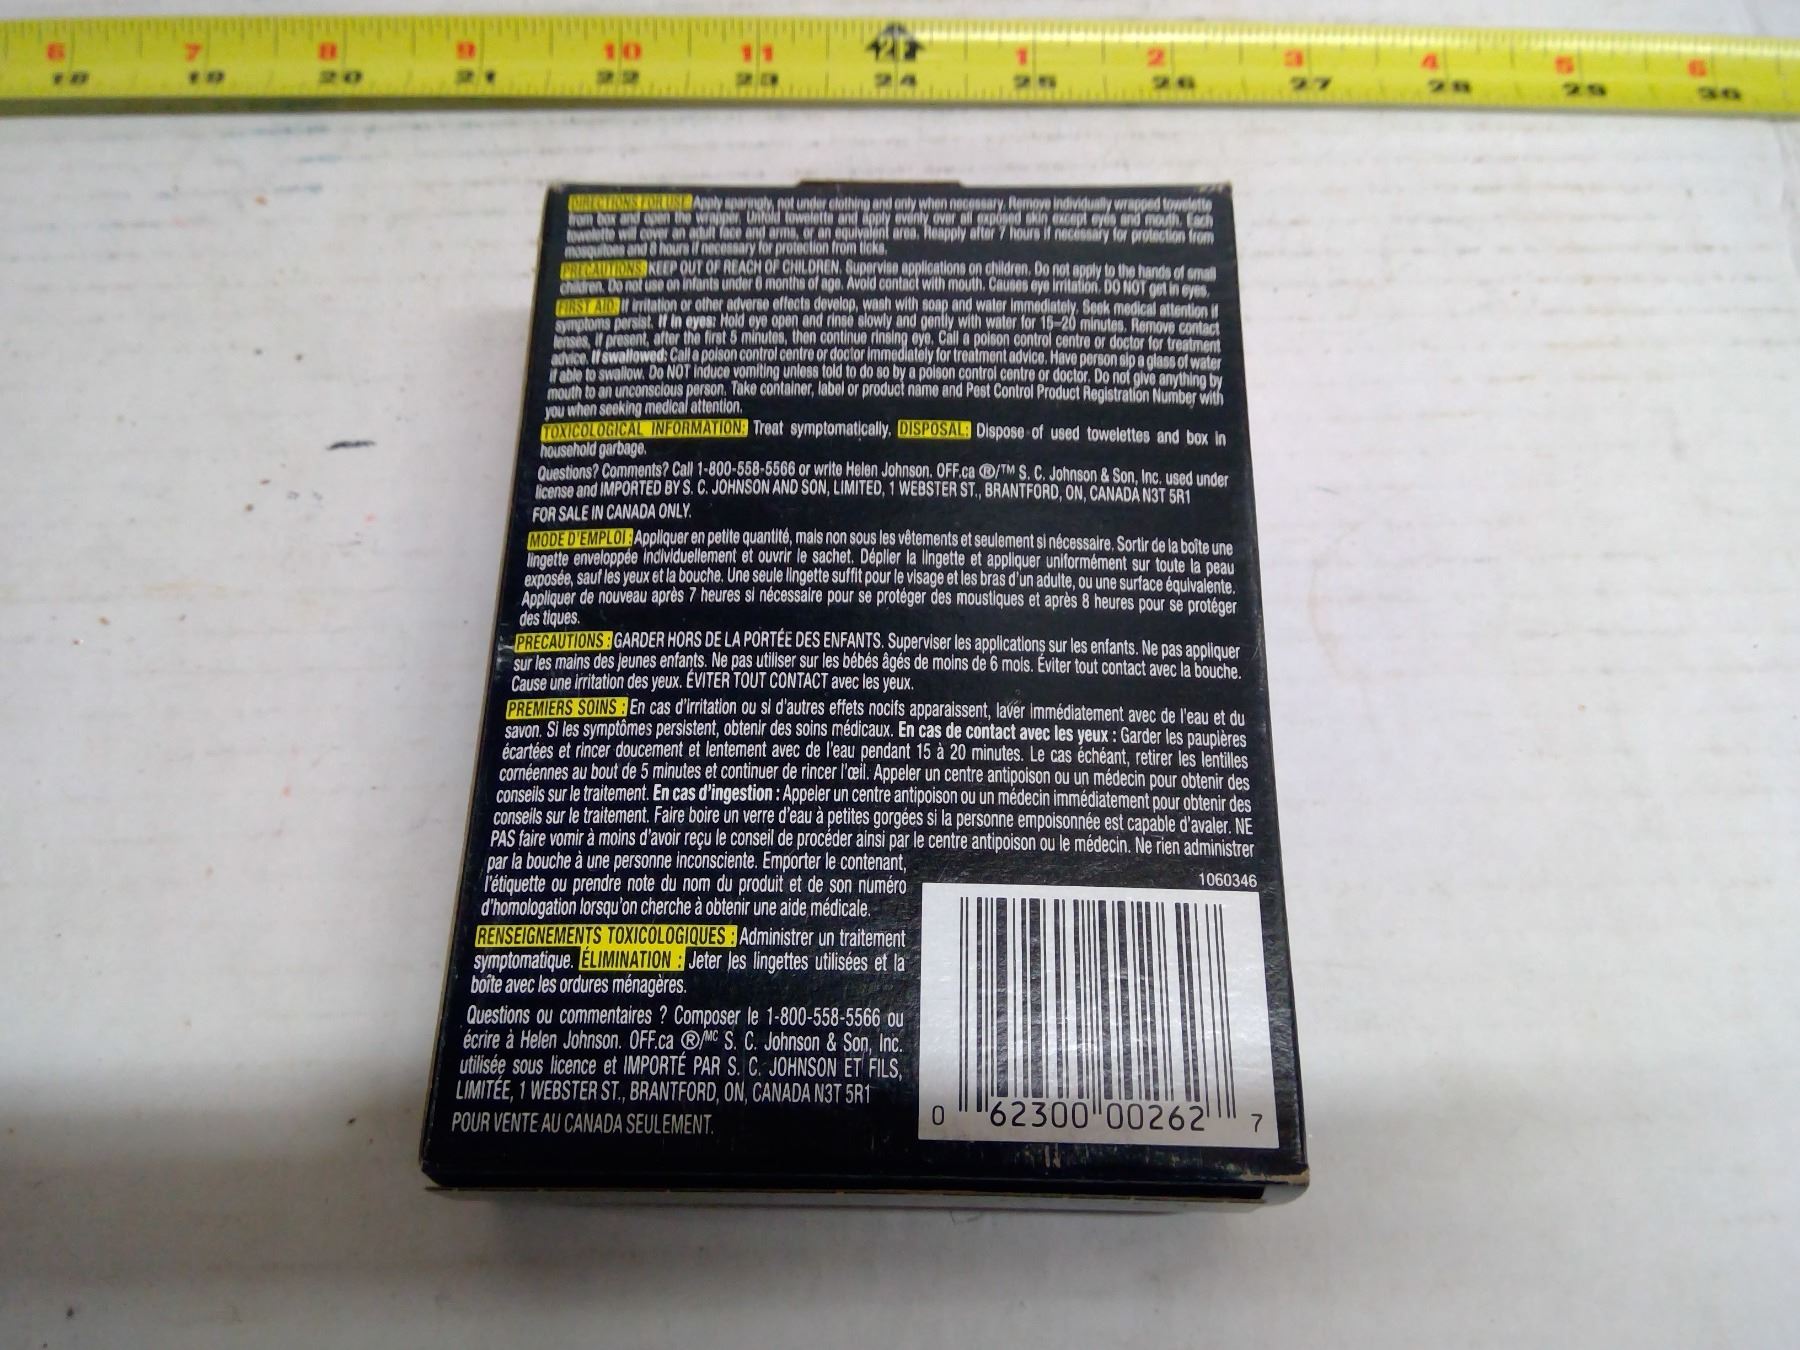 6 7 8 9 10 11 12 1 2 3 4 5 6
18 19 20 21 22 23 24 25 26 27 28 29 30
DIRECTIONS FOR USE: Apply sparingly, not under clothing and only when necessary. Remove individually wrapped towelette
from box and open the wrapper. Unfold towelette and apply evenly over all exposed skin except eyes and mouth. Each
towelette will cover an adult face and arms, or an equivalent area. Reapply after 7 hours if necessary for protection from
mosquitoes and 8 hours if necessary for protection from ticks.
PRECAUTIONS: KEEP OUT OF REACH OF CHILDREN. Supervise applications on children. Do not apply to the hands of small
children. Do not use on infants under 6 months of age. Avoid contact with mouth. Causes eye irritation. DO NOT get in eyes.
FIRST AID: If irritation or other adverse effects develop, wash with soap and water immediately. Seek medical attention if
symptoms persist. If in eyes: Hold eye open and rinse slowly and gently with water for 15–20 minutes. Remove contact
lenses, if present, after the first 5 minutes, then continue rinsing eye. Call a poison control centre or doctor for treatment
advice. If swallowed: Call a poison control centre or doctor immediately for treatment advice. Have person sip a glass of water
if able to swallow. Do NOT induce vomiting unless told to do so by a poison control centre or doctor. Do not give anything by
mouth to an unconscious person. Take container, label or product name and Pest Control Product Registration Number with
you when seeking medical attention.
TOXICOLOGICAL INFORMATION: Treat symptomatically. DISPOSAL: Dispose of used towelettes and box in
household garbage.
Questions? Comments? Call 1-800-558-5566 or write Helen Johnson. OFF.ca ®/™ S. C. Johnson & Son, Inc. used under
license and IMPORTED BY S. C. JOHNSON AND SON, LIMITED, 1 WEBSTER ST., BRANTFORD, ON, CANADA N3T 5R1
FOR SALE IN CANADA ONLY.
MODE D'EMPLOI : Appliquer en petite quantité, mais non sous les vêtements et seulement si nécessaire. Sortir de la boîte une
lingette enveloppée individuellement et ouvrir le sachet. Déplier la lingette et appliquer uniformément sur toute la peau
exposée, sauf les yeux et la bouche. Une seule lingette suffit pour le visage et les bras d'un adulte, ou une surface équivalente.
Appliquer de nouveau après 7 heures si nécessaire pour se protéger des moustiques et après 8 heures pour se protéger
des tiques.
PRÉCAUTIONS : GARDER HORS DE LA PORTÉE DES ENFANTS. Superviser les applications sur les enfants. Ne pas appliquer
sur les mains des jeunes enfants. Ne pas utiliser sur les bébés âgés de moins de 6 mois. Éviter tout contact avec la bouche.
Cause une irritation des yeux. ÉVITER TOUT CONTACT avec les yeux.
PREMIERS SOINS : En cas d'irritation ou si d'autres effets nocifs apparaissent, laver immédiatement avec de l'eau et du
savon. Si les symptômes persistent, obtenir des soins médicaux. En cas de contact avec les yeux : Garder les paupières
écartées et rincer doucement et lentement avec de l'eau pendant 15 à 20 minutes. Le cas échéant, retirer les lentilles
cornéennes au bout de 5 minutes et continuer de rincer l'œil. Appeler un centre antipoison ou un médecin pour obtenir des
conseils sur le traitement. En cas d'ingestion : Appeler un centre antipoison ou un médecin immédiatement pour obtenir des
conseils sur le traitement. Faire boire un verre d'eau à petites gorgées si la personne empoisonnée est capable d'avaler. NE
PAS faire vomir à moins d'avoir reçu le conseil de procéder ainsi par le centre antipoison ou le médecin. Ne rien administrer
par la bouche à une personne inconsciente. Emporter le contenant,
l'étiquette ou prendre note du nom du produit et de son numéro
d'homologation lorsqu'on cherche à obtenir une aide médicale.
RENSEIGNEMENTS TOXICOLOGIQUES : Administrer un traitement
symptomatique. ÉLIMINATION : Jeter les lingettes utilisées et la
boîte avec les ordures ménagères.
Questions ou commentaires ? Composer le 1-800-558-5566 ou
écrire à Helen Johnson. OFF.ca ®/MC S. C. Johnson & Son, Inc.
utilisée sous licence et IMPORTÉ PAR S. C. JOHNSON ET FILS,
LIMITÉE, 1 WEBSTER ST., BRANTFORD, ON, CANADA N3T 5R1
POUR VENTE AU CANADA SEULEMENT.
1060346
0 62300 00262 7